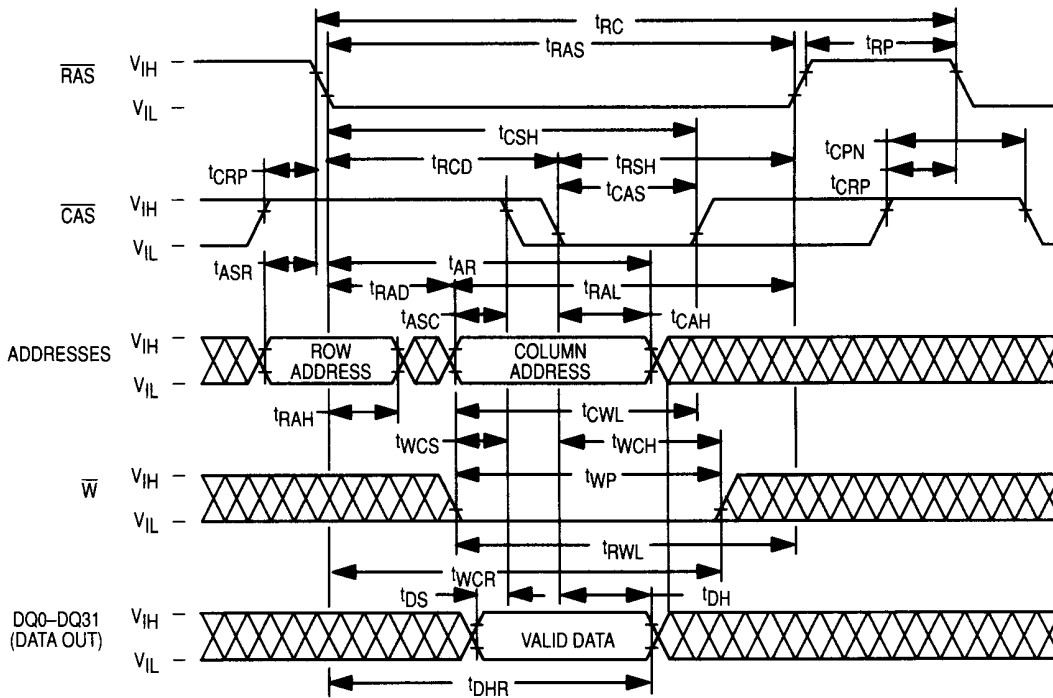 tRC
tRAS
tRP
RAS
VIH
VIL
tCSH
tRCD
tRSH
tCPN
tCRP
tCAS
tCRP
CAS
VIH
VIL
tASR
tAR
tRAD
tRAL
tASC
tCAH
ADDRESSES
VIH
VIL
ROW
ADDRESS
COLUMN
ADDRESS
tRAH
tCWL
tWCS
tWCH
W
VIH
VIL
tWP
tRWL
tWCR
tDS
tDH
DQ0–DQ31
(DATA OUT)
VIH
VIL
VALID DATA
tDHR